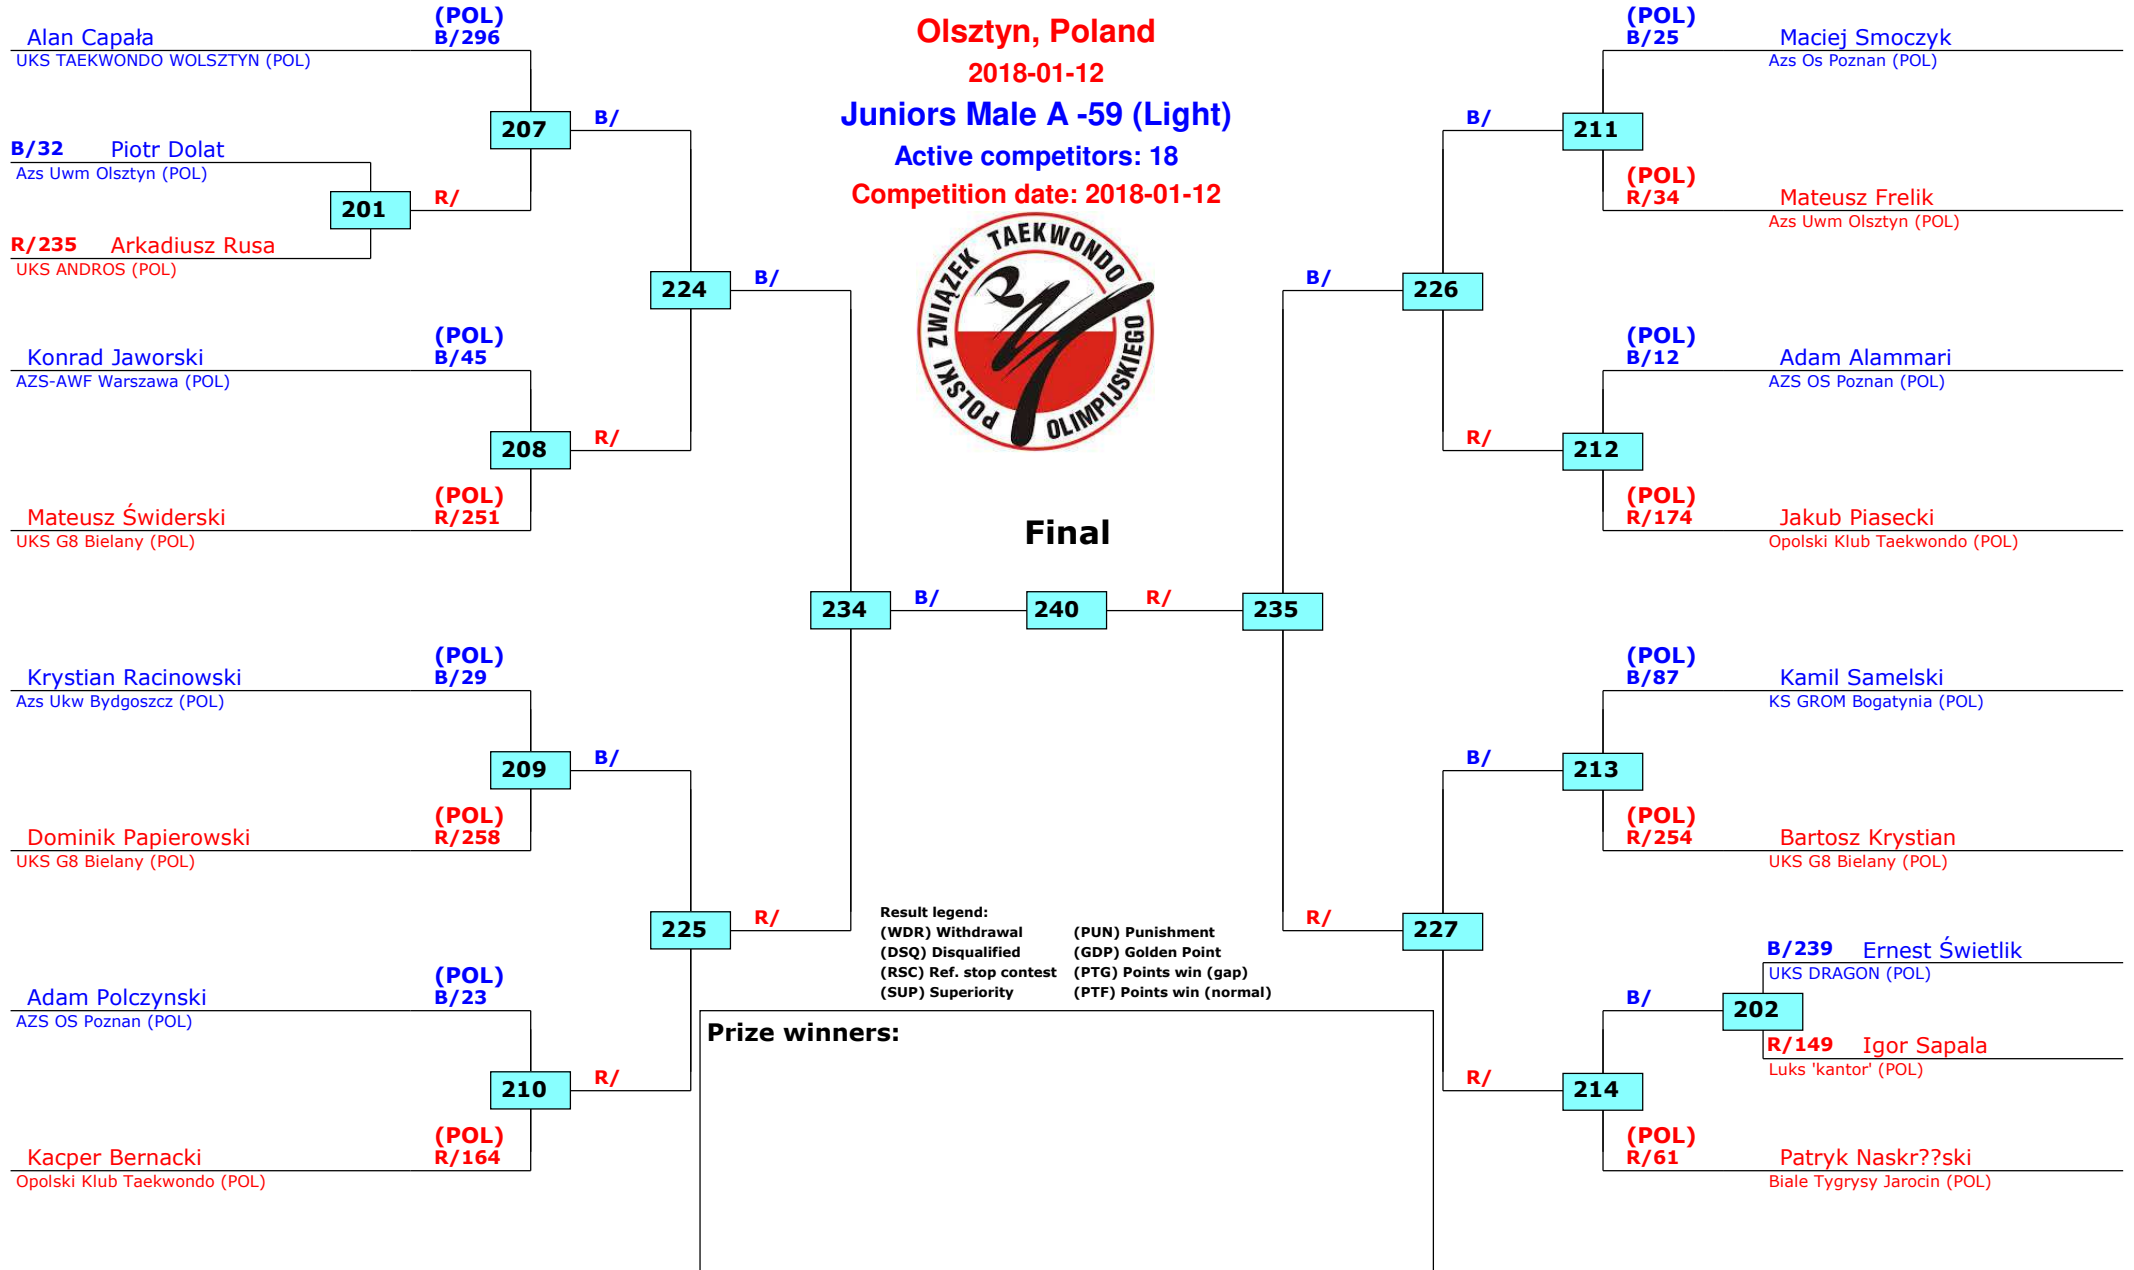 Olsztyn, Poland
2018-01-12
Juniors Male A -59 (Light)
Active competitors: 18
Competition date: 2018-01-12
POLSKI ZWIĄZEK TAEKWONDO OLIMPIJSKIEGO
(POL)
Alan Capała B/296
UKS TAEKWONDO WOLSZTYN (POL)
207 B/
B/32 Piotr Dolat
Azs Uwm Olsztyn (POL)
201 R/
R/235 Arkadiusz Rusa
UKS ANDROS (POL)
224 B/
(POL)
Konrad Jaworski B/45
AZS-AWF Warszawa (POL)
208 R/
(POL)
Mateusz Świderski R/251
UKS G8 Bielany (POL)
Final
234 B/ 240 R/ 235
(POL)
Krystian Racinowski B/29
Azs Ukw Bydgoszcz (POL)
209 B/
(POL)
Dominik Papierowski R/258
UKS G8 Bielany (POL)
225 R/
(POL)
Adam Polczynski B/23
AZS OS Poznan (POL)
210 R/
(POL)
Kacper Bernacki R/164
Opolski Klub Taekwondo (POL)
(POL)
B/25 Maciej Smoczyk
Azs Os Poznan (POL)
B/ 211
(POL)
R/34 Mateusz Frelik
Azs Uwm Olsztyn (POL)
B/ 226
(POL)
B/12 Adam Alammari
AZS OS Poznan (POL)
R/ 212
(POL)
R/174 Jakub Piasecki
Opolski Klub Taekwondo (POL)
(POL)
B/87 Kamil Samelski
KS GROM Bogatynia (POL)
B/ 213
(POL)
R/254 Bartosz Krystian
UKS G8 Bielany (POL)
R/ 227
B/239 Ernest Świetlik
UKS DRAGON (POL)
B/ 202
R/149 Igor Sapala
Luks 'kantor' (POL)
R/ 214
(POL)
R/61 Patryk Naskr??ski
Biale Tygrysy Jarocin (POL)
Result legend:
(WDR) Withdrawal (PUN) Punishment
(DSQ) Disqualified (GDP) Golden Point
(RSC) Ref. stop contest (PTG) Points win (gap)
(SUP) Superiority (PTF) Points win (normal)
Prize winners: